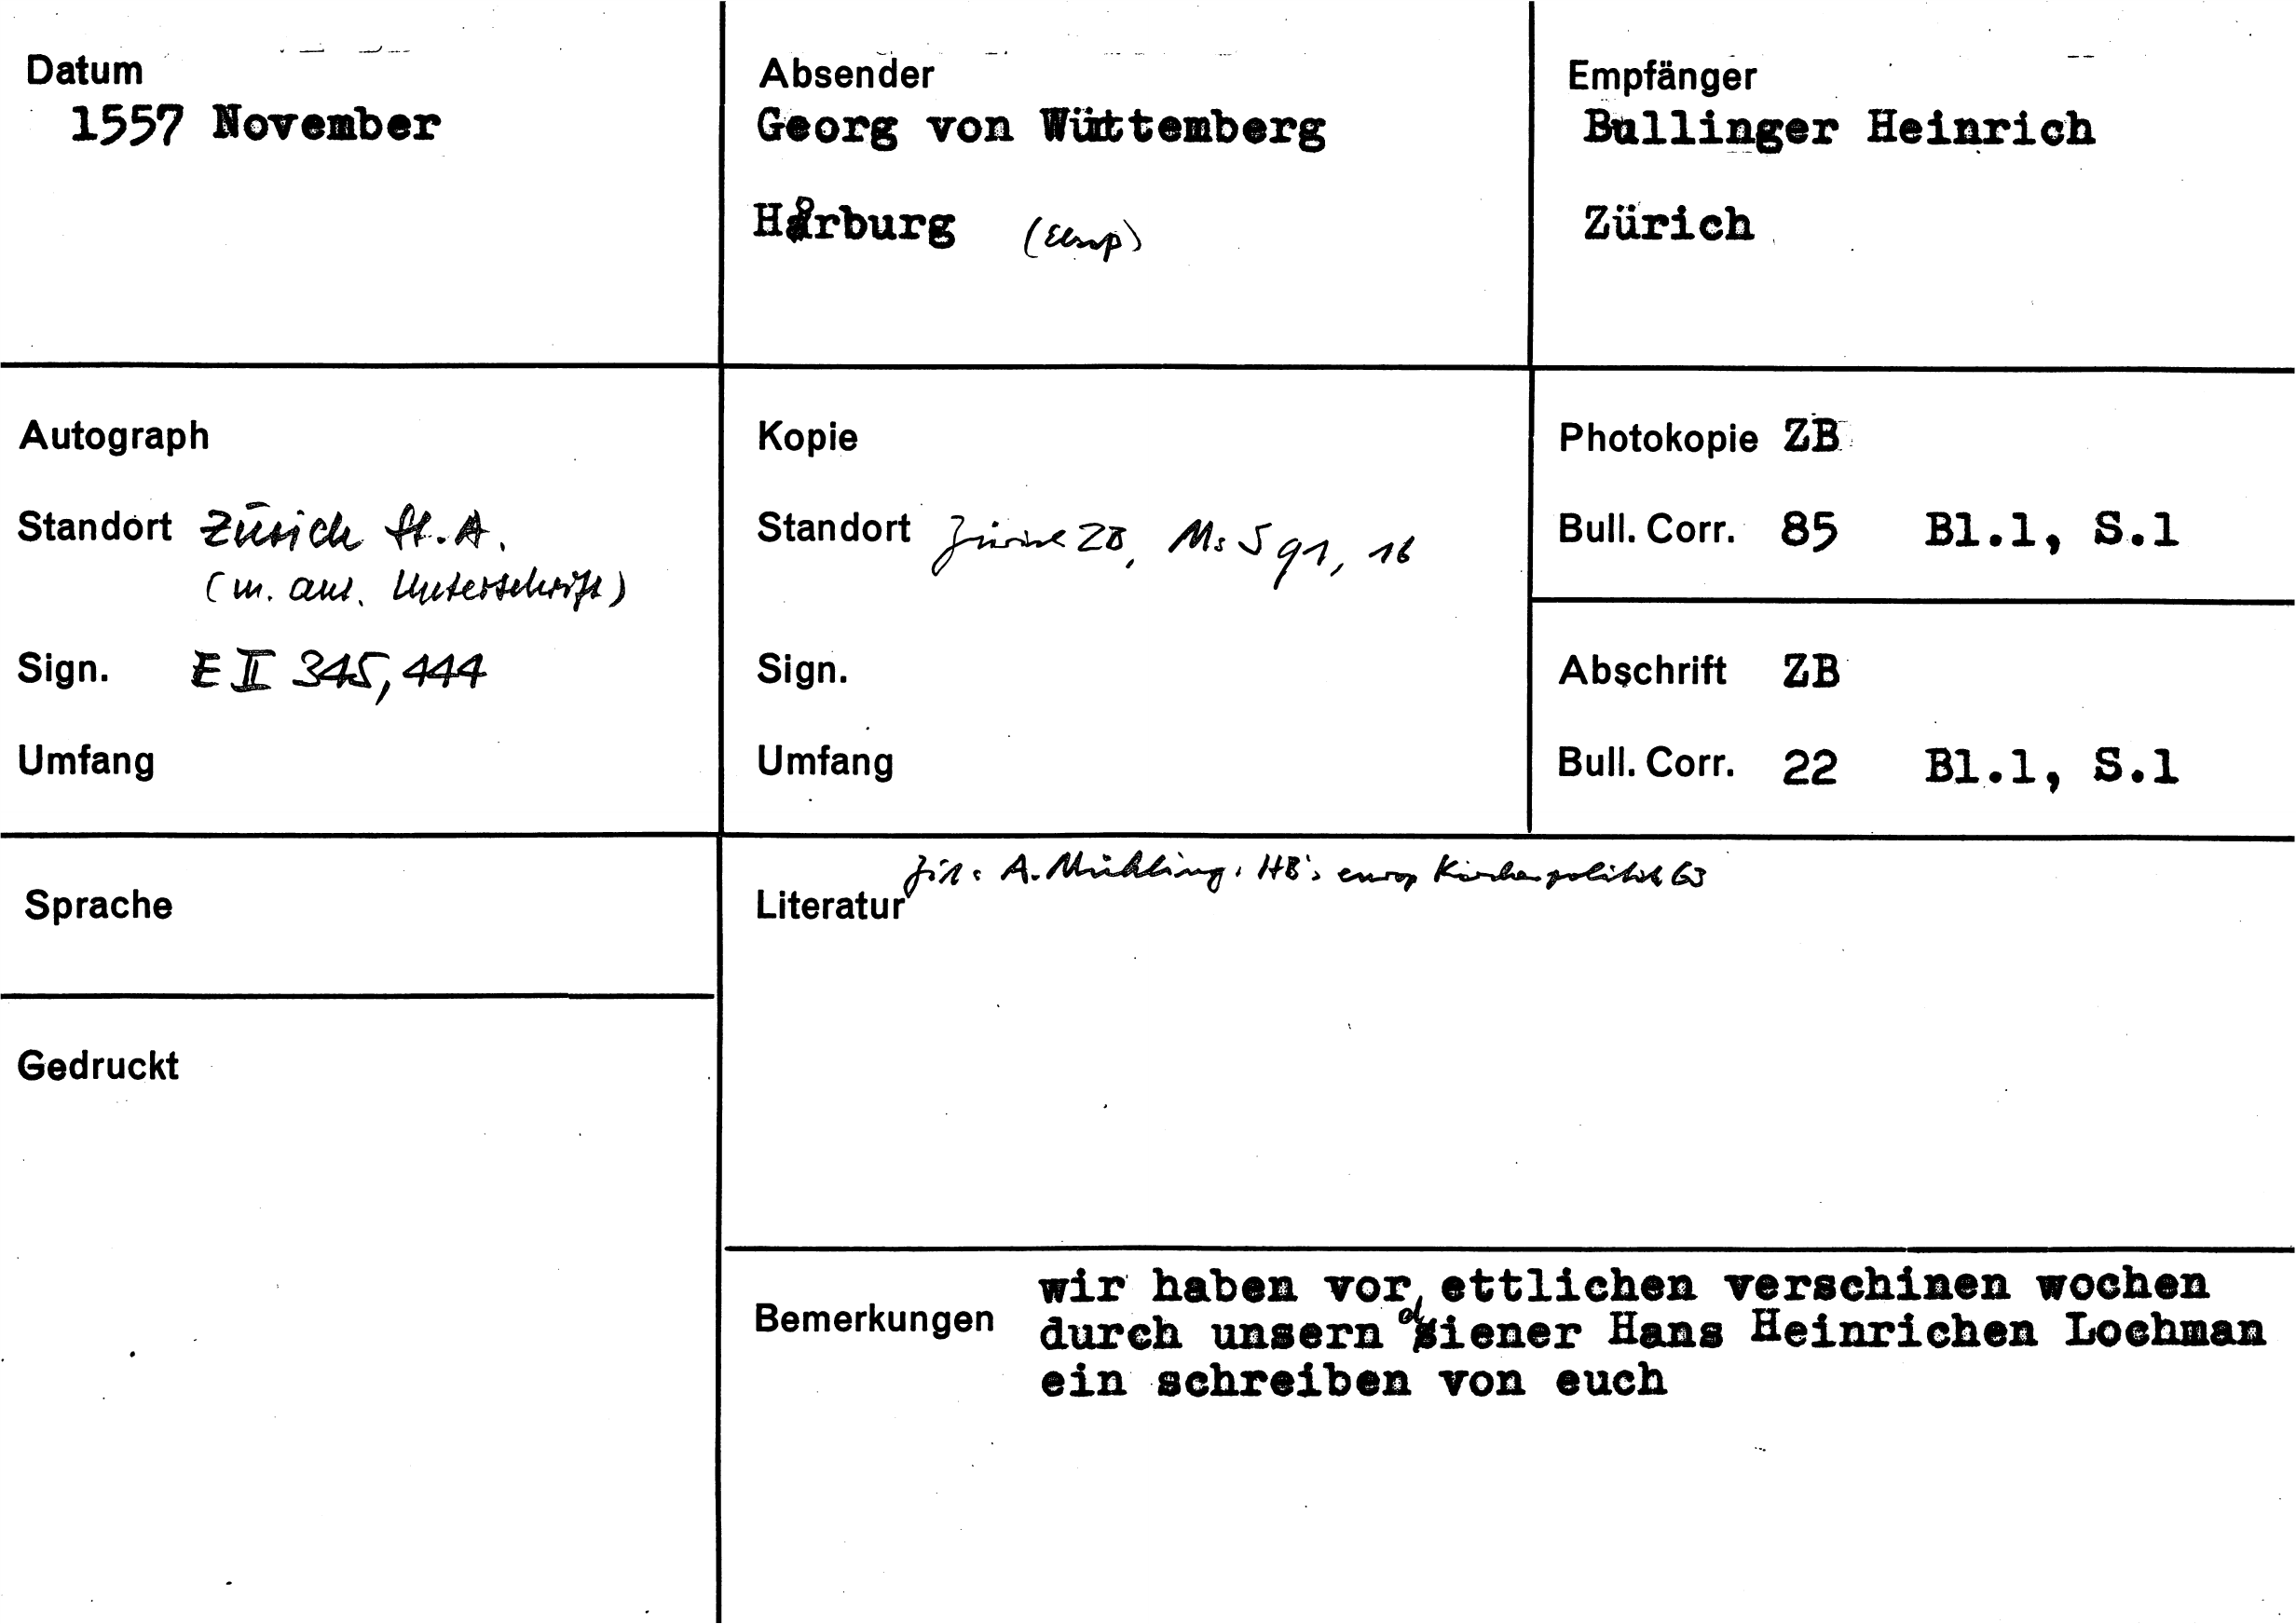 Datum
1557 November
Absender
Georg von Württemberg
Horburg (Elsass)
Empfänger
Bullinger Heinrich
Zürich
Autograph
Standort Zürich St.A.
(m. aut. Unterschrift)
Sign. E II 345, 444
Umfang
Kopie
Standort Zürich ZB, Ms S 91, 16
Sign.
Umfang
Photokopie ZB
Bull. Corr. 85 Bl.1, S.1
Abschrift ZB
Bull. Corr. 22 Bl.1, S.1
Sprache
Gedruckt
Literatur Zit: A. Mühling, HB's europ Kirchenpolitik 63
Bemerkungen
wir haben vor ettlichen verschinen wochen
durch unsern diener Hans Heinrichen Lochman
ein schreiben von euch